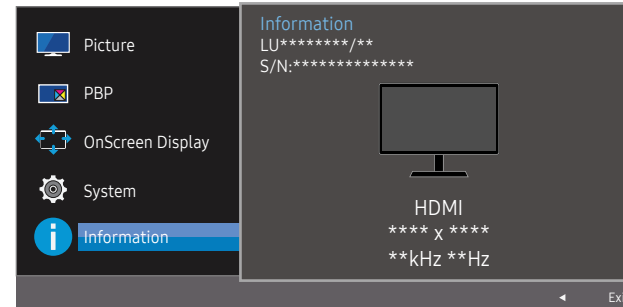 Picture
PBP
OnScreen Display
System
Information
Information
LU********/**
S/N:**************
HDMI
**** x ****
**kHz **Hz